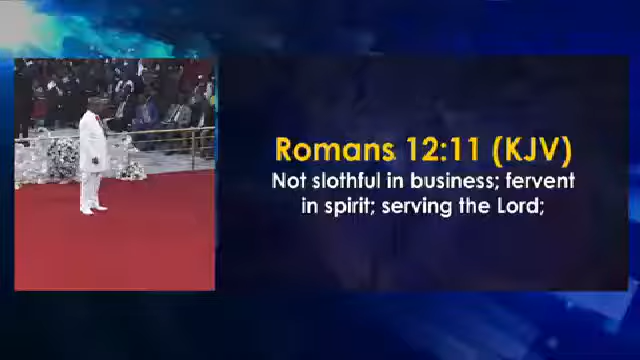 Romans 12:11 (KJV)
Not slothful in business; fervent
in spirit; serving the Lord;